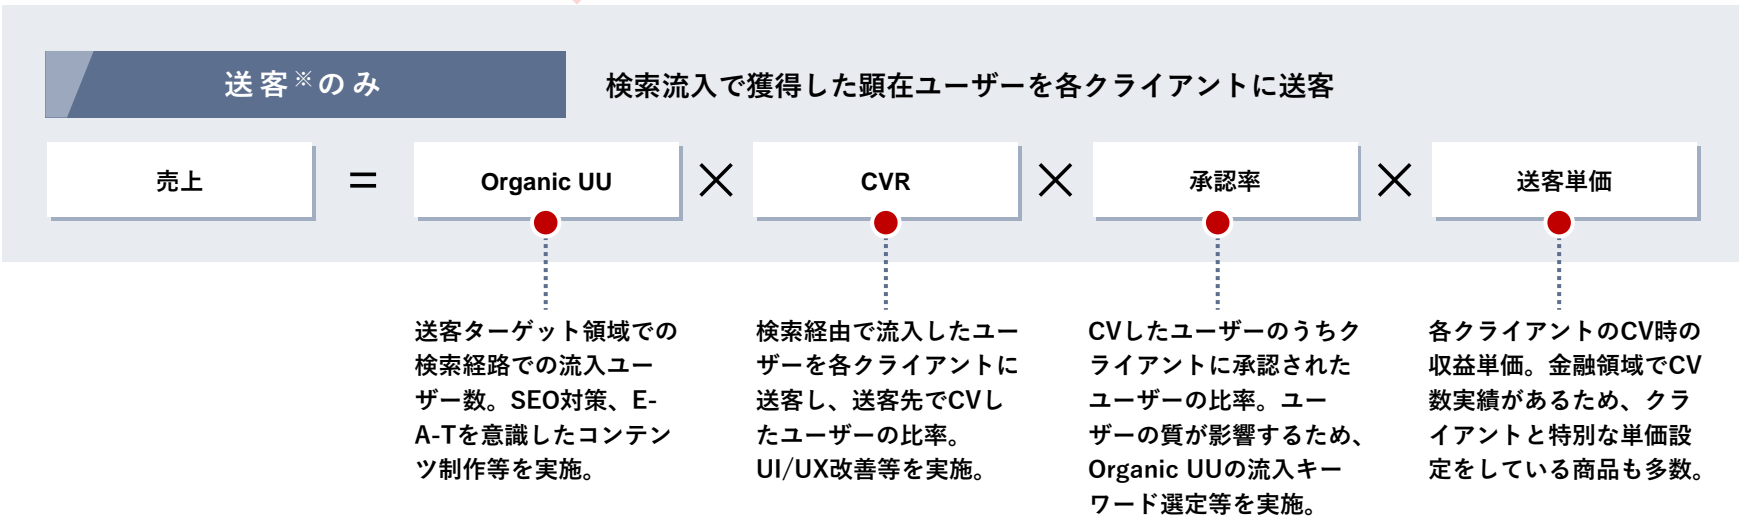 送客※のみ
検索流入で獲得した顕在ユーザーを各クライアントに送客
売上 = Organic UU × CVR × 承認率 × 送客単価
送客ターゲット領域での
検索経路での流入ユー
ザー数。SEO対策、E-
A-Tを意識したコンテン
ツ制作等を実施。
検索経由で流入したユー
ザーを各クライアントに
送客し、送客先でCVし
たユーザーの比率。
UI/UX改善等を実施。
CVしたユーザーのうちク
ライアントに承認された
ユーザーの比率。ユー
ザーの質が影響するため、
Organic UUの流入キー
ワード選定等を実施。
各クライアントのCV時の
収益単価。金融領域でCV
数実績があるため、クラ
イアントと特別な単価設
定をしている商品も多数。